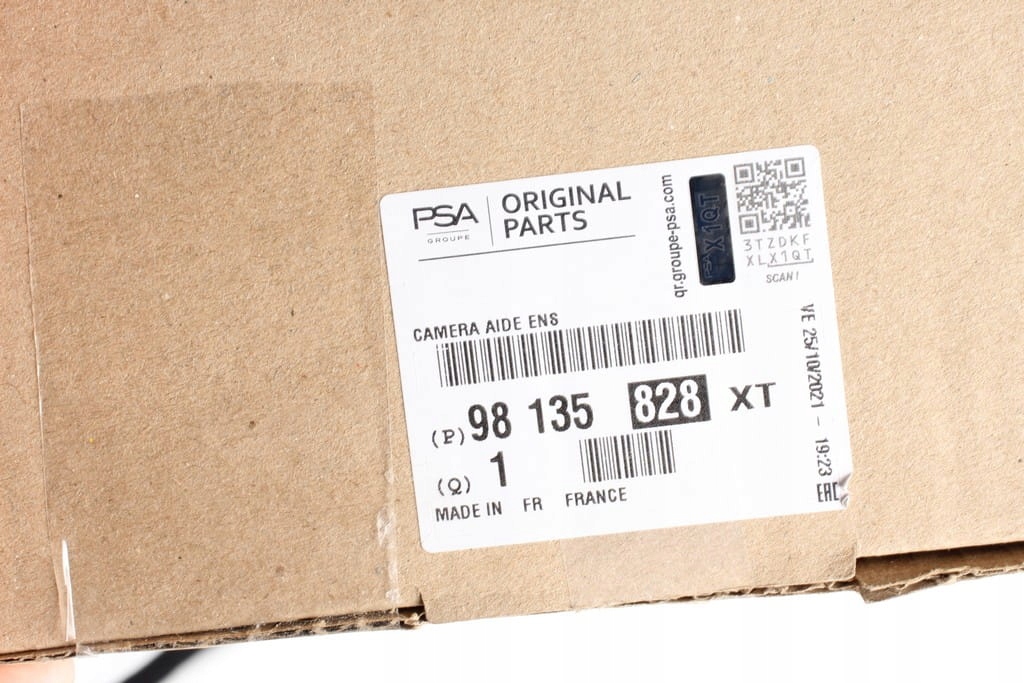 PSA
GROUPE
ORIGINAL
PARTS
qr.groupe-psa.com
PSA X1QT
3TZDKF
XLX1QT
SCAN!
CAMERA AIDE ENS
(P) 98 135 828 XT
(Q) 1
MADE IN FR FRANCE
VE 25/10/2021 - 19:23
EAC